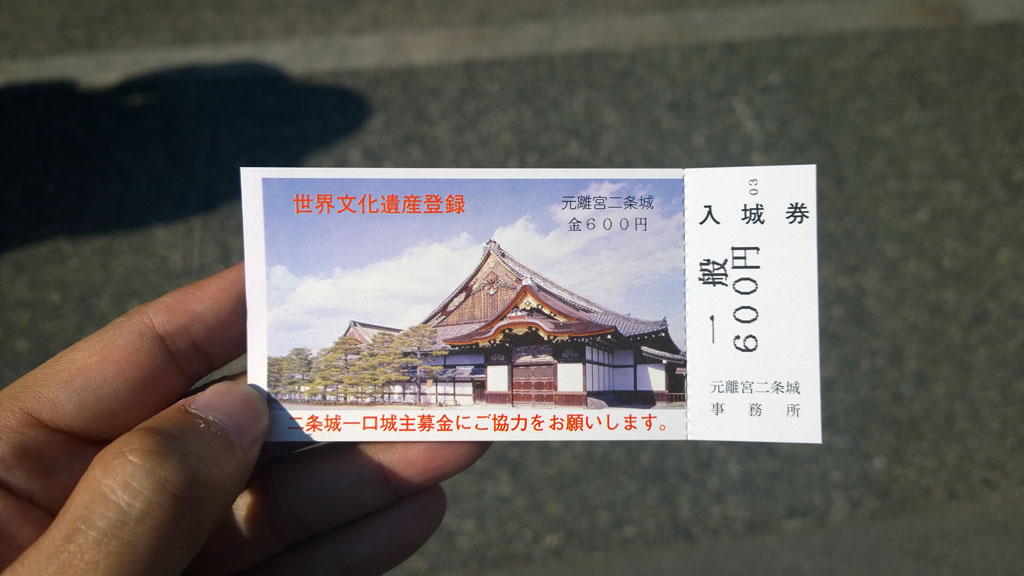 世界文化遺産登録
元離宮二条城
金600円
二条城一口城主募金にご協力をお願いします。
03
入城券
一般
600円
元離宮二条城
事務所